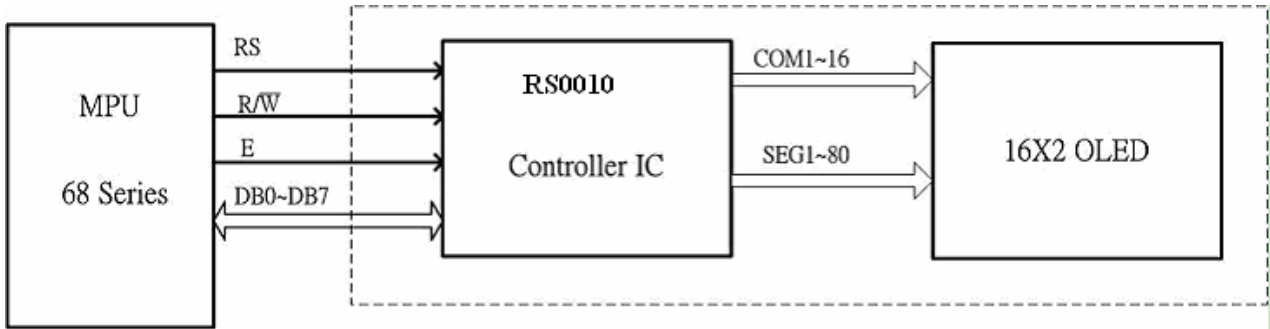 MPU
68 Series
RS
R/W̅
E
DB0~DB7
RS0010
Controller IC
COM1~16
SEG1~80
16X2 OLED